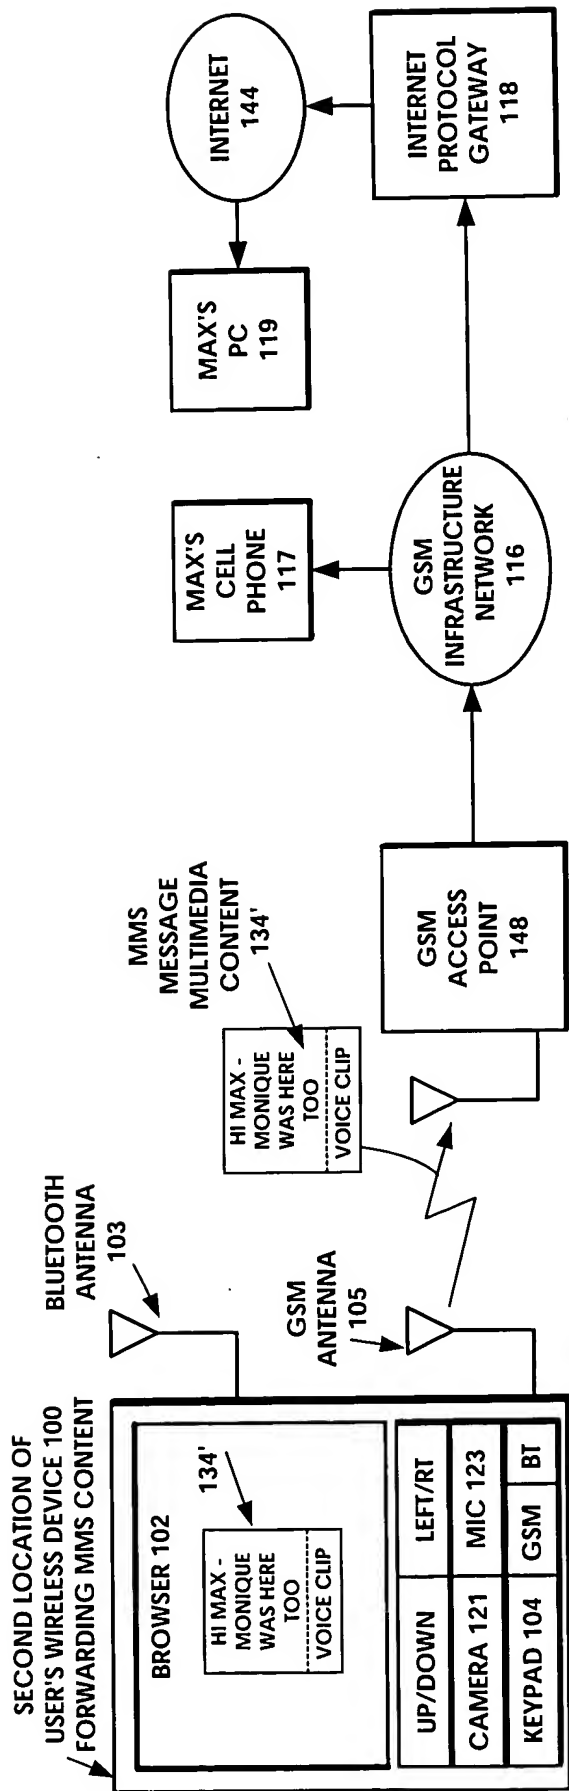 SECOND LOCATION OF
USER'S WIRELESS DEVICE 100
FORWARDING MMS CONTENT
BROWSER 102
134'
HI MAX -
MONIQUE
WAS HERE
TOO
VOICE CLIP
UP/DOWN
LEFT/RT
CAMERA 121
MIC 123
KEYPAD 104
GSM
BT
BLUETOOTH
ANTENNA
103
GSM
ANTENNA
105
MMS
MESSAGE
MULTIMEDIA
CONTENT
134'
HI MAX -
MONIQUE
WAS HERE
TOO
VOICE CLIP
GSM
ACCESS
POINT
148
GSM
INFRASTRUCTURE
NETWORK
116
MAX'S
CELL
PHONE
117
MAX'S
PC
119
INTERNET
144
INTERNET
PROTOCOL
GATEWAY
118